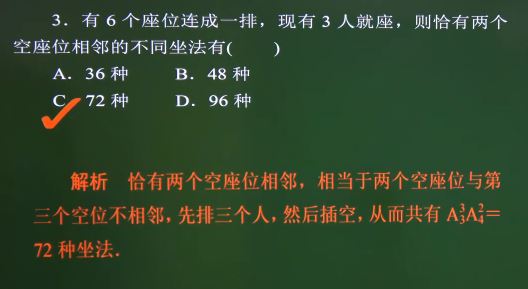 3．有 6 个座位连成一排，现有 3 人就座，则恰有两个
空座位相邻的不同坐法有(　　)
A．36 种　　B．48 种
C．72 种　　D．96 种
解析　恰有两个空座位相邻，相当于两个空座位与第
三个空位不相邻，先排三个人，然后插空，从而共有 A³₃A²₄＝
72 种坐法．